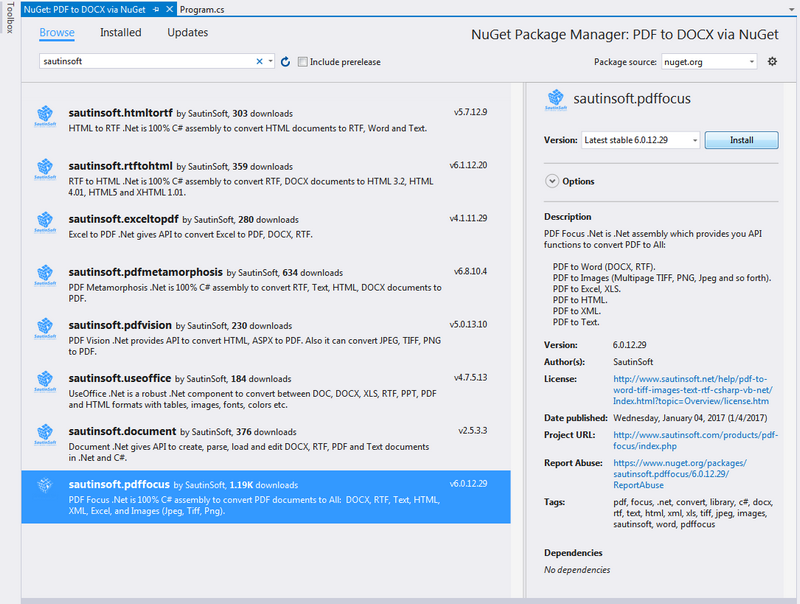 Toolbox
NuGet: PDF to DOCX via NuGet
Program.cs
Browse Installed Updates
NuGet Package Manager: PDF to DOCX via NuGet
sautinsoft
Include prerelease
Package source: nuget.org
sautinsoft.htmltortf by SautinSoft, 303 downloads v5.7.12.9
HTML to RTF .Net is 100% C# assembly to convert HTML documents to RTF, Word and Text.
sautinsoft.rtftohtml by SautinSoft, 359 downloads v6.1.12.20
RTF to HTML .Net is 100% C# assembly to convert RTF, DOCX documents to HTML 3.2, HTML
4.01, HTML5 and XHTML 1.01.
sautinsoft.exceltopdf by SautinSoft, 280 downloads v4.1.11.29
Excel to PDF .Net gives API to convert Excel to PDF, DOCX, RTF.
sautinsoft.pdfmetamorphosis by SautinSoft, 634 downloads v6.8.10.4
PDF Metamorphosis .Net is 100% C# assembly to convert RTF, Text, HTML, DOCX documents to
PDF.
sautinsoft.pdfvision by SautinSoft, 230 downloads v5.0.13.10
PDF Vision .Net provides API to convert HTML, ASPX to PDF. Also it can convert JPEG, TIFF, PNG
to PDF.
sautinsoft.useoffice by SautinSoft, 184 downloads v4.7.5.13
UseOffice .Net is a robust .Net component to convert between DOC, DOCX, XLS, RTF, PPT, PDF
and HTML formats with tables, images, fonts, colors etc.
sautinsoft.document by SautinSoft, 376 downloads v2.5.3.3
Document .Net gives API to create, parse, load and edit DOCX, RTF, PDF and Text documents
in .Net and C#.
sautinsoft.pdffocus by SautinSoft, 1.19K downloads v6.0.12.29
PDF Focus .Net is 100% C# assembly to convert PDF documents to All: DOCX, RTF, Text, HTML,
XML, Excel, and Images (Jpeg, Tiff, Png).
sautinsoft.pdffocus
Version: Latest stable 6.0.12.29 Install
Options
Description
PDF Focus .Net is .Net assembly which provides you API
functions to convert PDF to All:
PDF to Word (DOCX, RTF).
PDF to Images (Multipage TIFF, PNG, Jpeg and so forth).
PDF to Excel, XLS.
PDF to HTML.
PDF to XML.
PDF to Text.
Version: 6.0.12.29
Author(s): SautinSoft
License: http://www.sautinsoft.net/help/pdf-to-
word-tiff-images-text-rtf-csharp-vb-net/
Index.html?topic=Overview/license.htm
Date published: Wednesday, January 04, 2017 (1/4/2017)
Project URL: http://www.sautinsoft.com/products/pdf-
focus/index.php
Report Abuse: https://www.nuget.org/packages/
sautinsoft.pdffocus/6.0.12.29/
ReportAbuse
Tags: pdf, focus, .net, convert, library, c#, docx,
rtf, text, html, xml, xls, tiff, jpeg, images,
sautinsoft, word, pdffocus
Dependencies
No dependencies